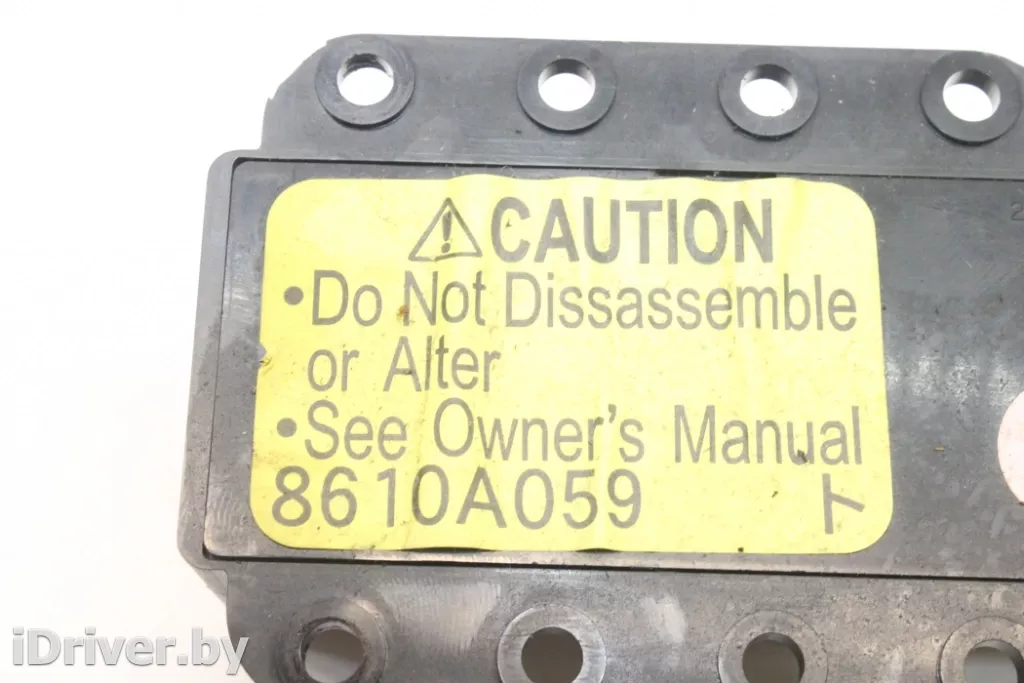 CAUTION
•Do Not Dissassemble
or Alter
•See Owner's Manual
8610A059
iDriver.by